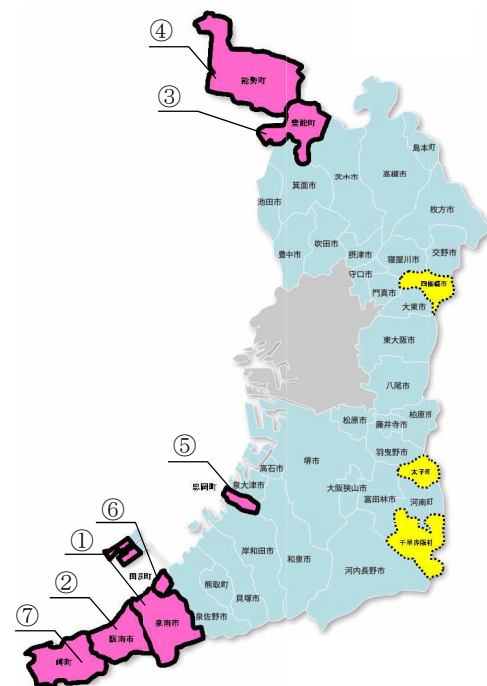 ④
能勢町
③
豊能町
島本町
茨木市
高槻市
箕面市
池田市
枚方市
吹田市
豊中市
摂津市
寝屋川市
交野市
守口市
門真市
四條畷市
大東市
東大阪市
八尾市
柏原市
松原市
藤井寺市
⑤
羽曳野市
堺市
高石市
太子町
泉大津市
忠岡町
大阪狭山市
富田林市
河南町
⑥
①
千早赤阪村
岸和田市
和泉市
河内長野市
田尻町
熊取町
②
貝塚市
泉南市
泉佐野市
⑦
阪南市
岬町